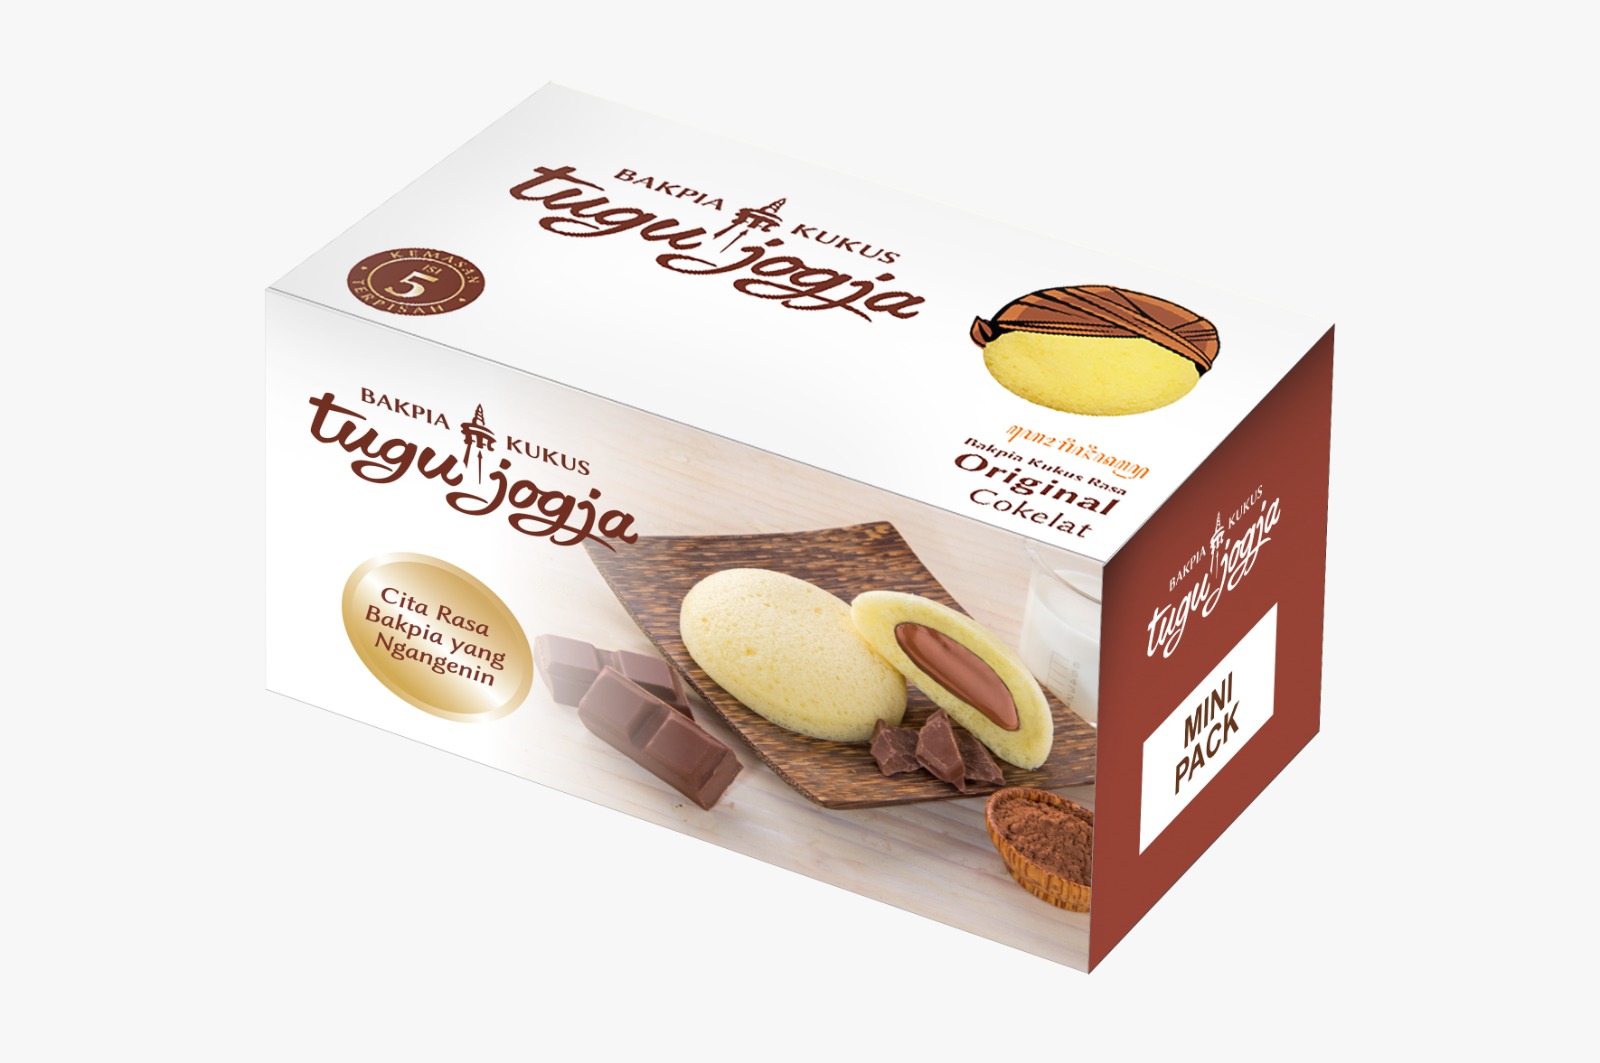 BAKPIA KUKUS
tugu jogja
KEMASAN
ISI
5
TERPISAH
Bakpia Kukus Rasa
Original
Cokelat
BAKPIA KUKUS
tugu jogja
Cita Rasa
Bakpia yang
Ngangenin
BAKPIA KUKUS
tugu jogja
MINI
PACK